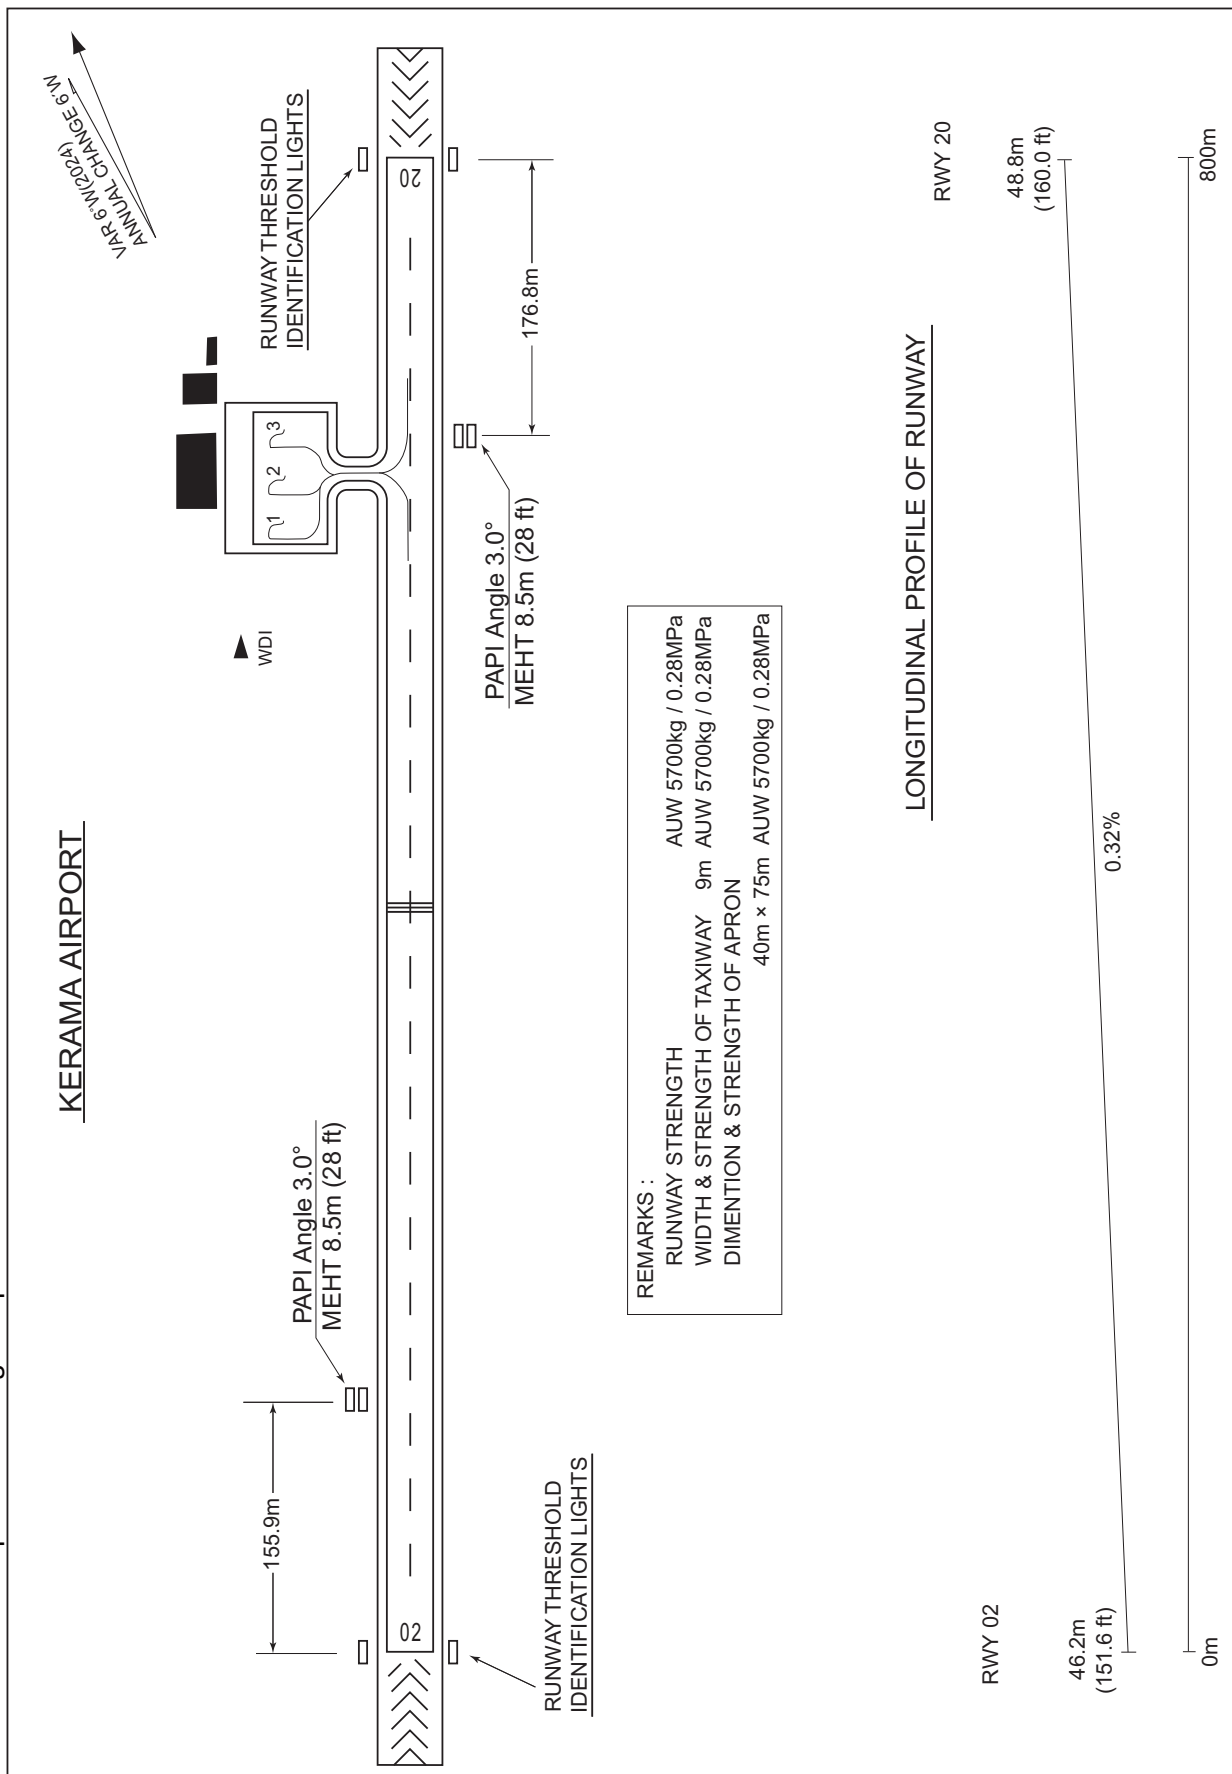 KERAMA AIRPORT
VAR 6°W(2024)
ANNUAL CHANGE 6'W
RUNWAY THRESHOLD
IDENTIFICATION LIGHTS
1
2
3
WDI
PAPI Angle 3.0°
MEHT 8.5m (28 ft)
155.9m
02
20
176.8m
PAPI Angle 3.0°
MEHT 8.5m (28 ft)
RUNWAY THRESHOLD
IDENTIFICATION LIGHTS
REMARKS :
RUNWAY STRENGTH AUW 5700kg / 0.28MPa
WIDTH & STRENGTH OF TAXIWAY 9m AUW 5700kg / 0.28MPa
DIMENTION & STRENGTH OF APRON
40m × 75m AUW 5700kg / 0.28MPa
LONGITUDINAL PROFILE OF RUNWAY
RWY 02
RWY 20
46.2m
(151.6 ft)
48.8m
(160.0 ft)
0.32%
0m
800m